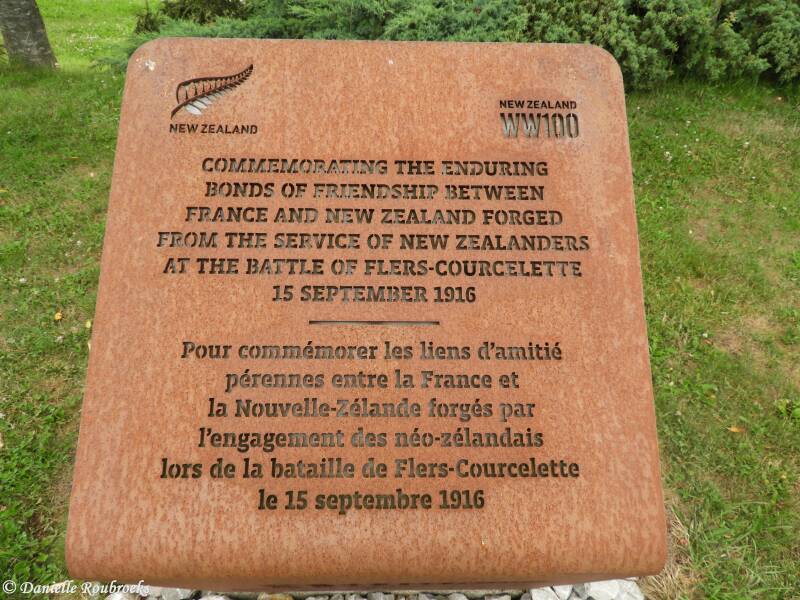 NEW ZEALAND
NEW ZEALAND
WW100
COMMEMORATING THE ENDURING
BONDS OF FRIENDSHIP BETWEEN
FRANCE AND NEW ZEALAND FORGED
FROM THE SERVICE OF NEW ZEALANDERS
AT THE BATTLE OF FLERS-COURCELETTE
15 SEPTEMBER 1916
Pour commémorer les liens d'amitié
pérennes entre la France et
la Nouvelle-Zélande forgés par
l'engagement des néo-zélandais
lors de la bataille de Flers-Courcelette
le 15 septembre 1916
© Danielle Roubroeks